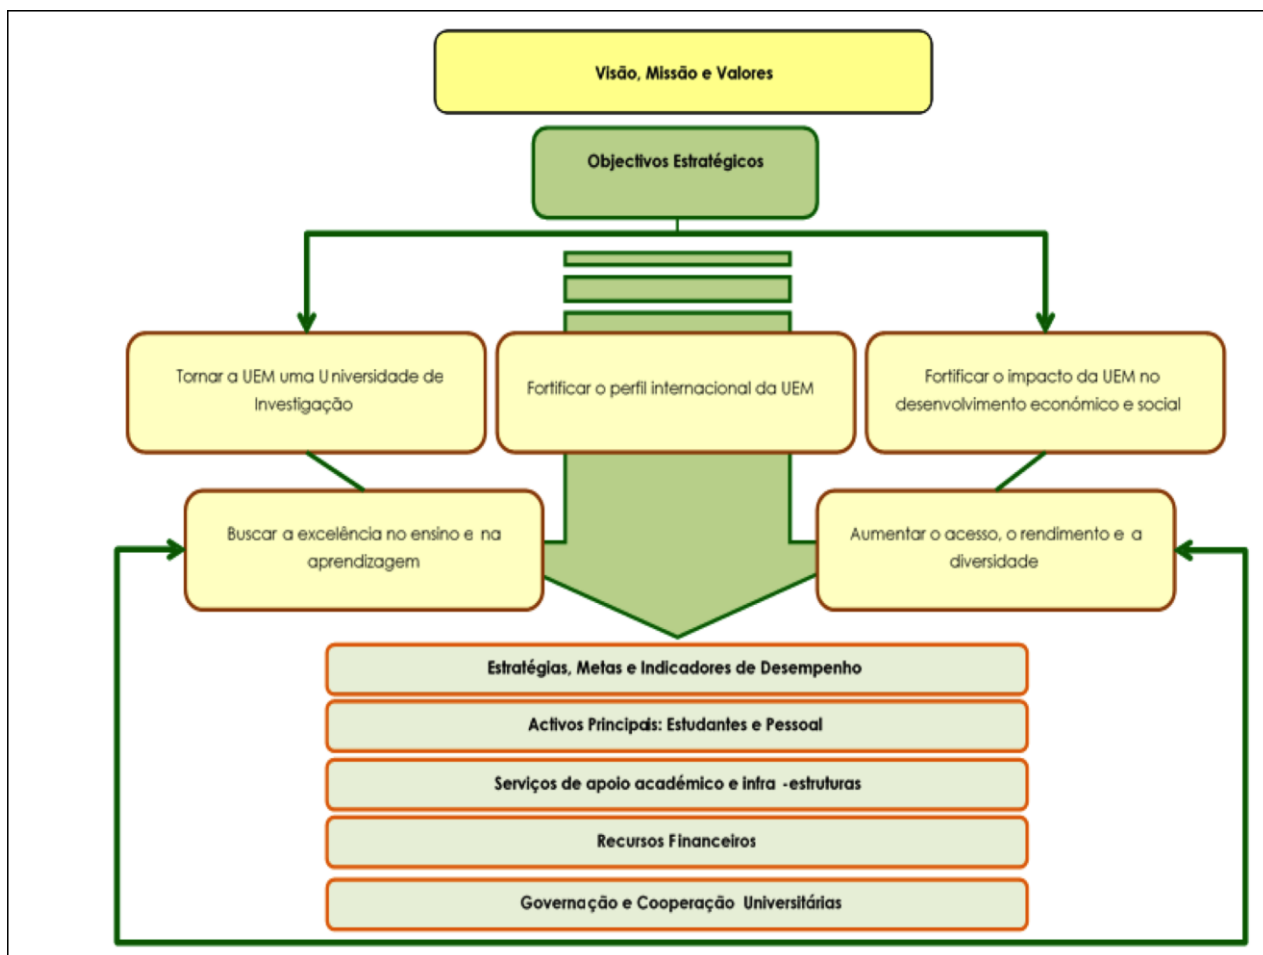 Visão, Missão e Valores
Objectivos Estratégicos
Tornar a UEM uma Universidade de
Investigação
Fortificar o perfil internacional da UEM
Fortificar o impacto da UEM no
desenvolvimento económico e social
Buscar a excelência no ensino e na
aprendizagem
Aumentar o acesso, o rendimento e a
diversidade
Estratégias, Metas e Indicadores de Desempenho
Activos Principais: Estudantes e Pessoal
Serviços de apoio académico e infra -estruturas
Recursos Financeiros
Governação e Cooperação Universitárias